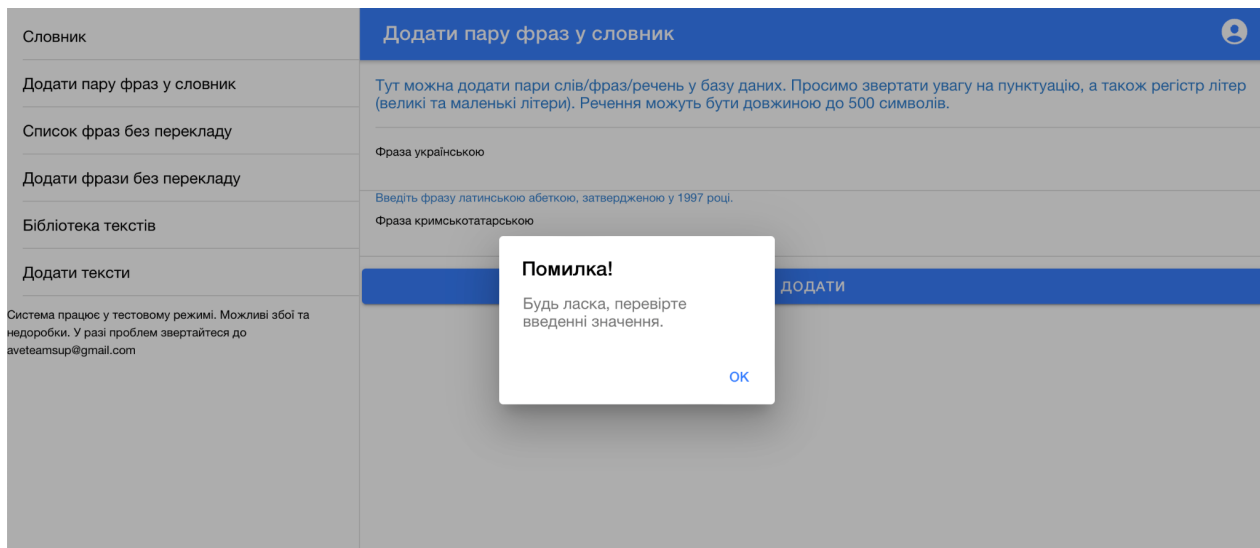 Словник
Додати пару фраз у словник
Список фраз без перекладу
Додати фрази без перекладу
Бібліотека текстів
Додати тексти
Система працює у тестовому режимі. Можливі збої та
недоробки. У разі проблем звертайтеся до
aveteamsup@gmail.com
Додати пару фраз у словник
Тут можна додати пари слів/фраз/речень у базу даних. Просимо звертати увагу на пунктуацію, а також регістр літер
(великі та маленькі літери). Речення можуть бути довжиною до 500 символів.
Фраза українською
Введіть фразу латинською абеткою, затвердженою у 1997 році.
Фраза кримськотатарською
ДОДАТИ
Помилка!
Будь ласка, перевірте
введенні значення.
ОК